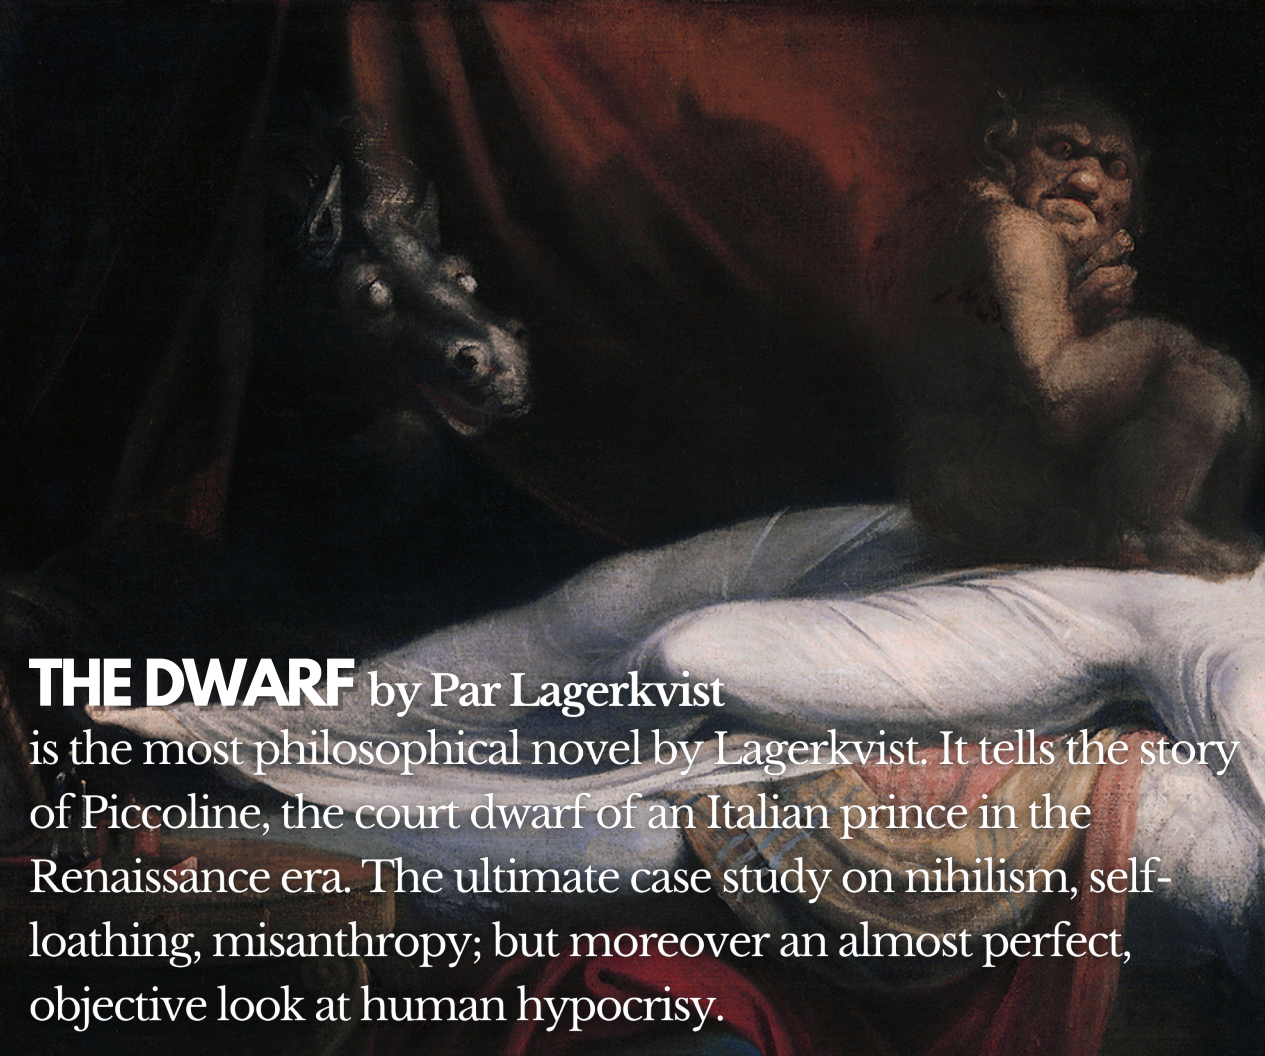 THE DWARF by Par Lagerkvist
is the most philosophical novel by Lagerkvist. It tells the story
of Piccoline, the court dwarf of an Italian prince in the
Renaissance era. The ultimate case study on nihilism, self-
loathing, misanthropy; but moreover an almost perfect,
objective look at human hypocrisy.